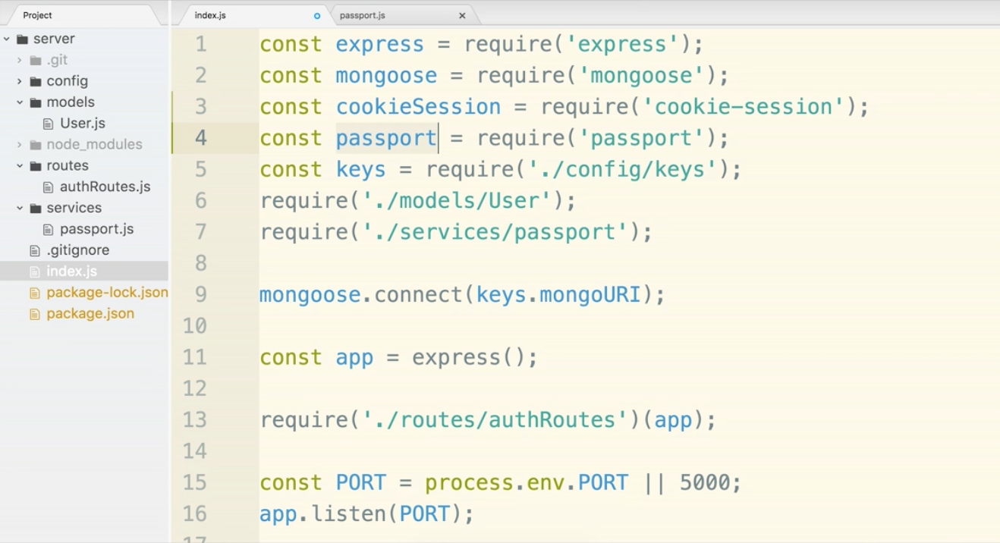 Project
server
.git
config
models
User.js
node_modules
routes
authRoutes.js
services
passport.js
.gitignore
index.js
package-lock.json
package.json
index.js
passport.js
1 const express = require('express');
2 const mongoose = require('mongoose');
3 const cookieSession = require('cookie-session');
4 const passport = require('passport');
5 const keys = require('./config/keys');
6 require('./models/User');
7 require('./services/passport');
8
9 mongoose.connect(keys.mongoURI);
10
11 const app = express();
12
13 require('./routes/authRoutes')(app);
14
15 const PORT = process.env.PORT || 5000;
16 app.listen(PORT);
17